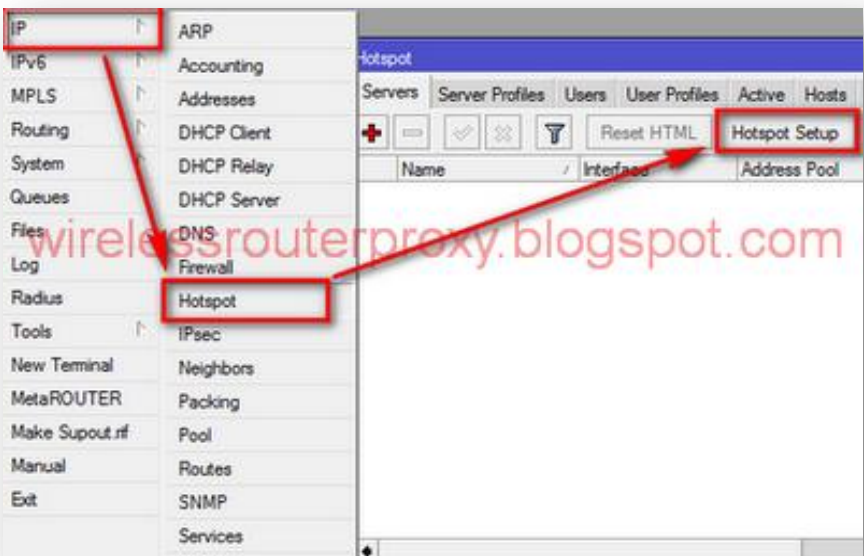 IP
IPv6
MPLS
Routing
System
Queues
Files
Log
Radius
Tools
New Terminal
MetaROUTER
Make Supout.rif
Manual
Exit
ARP
Accounting
Addresses
DHCP Client
DHCP Relay
DHCP Server
DNS
Firewall
Hotspot
IPsec
Neighbors
Packing
Pool
Routes
SNMP
Services
Hotspot
Servers Server Profiles Users User Profiles Active Hosts
Reset HTML Hotspot Setup
Name Interface Address Pool
wirelessrouterproxy.blogspot.com